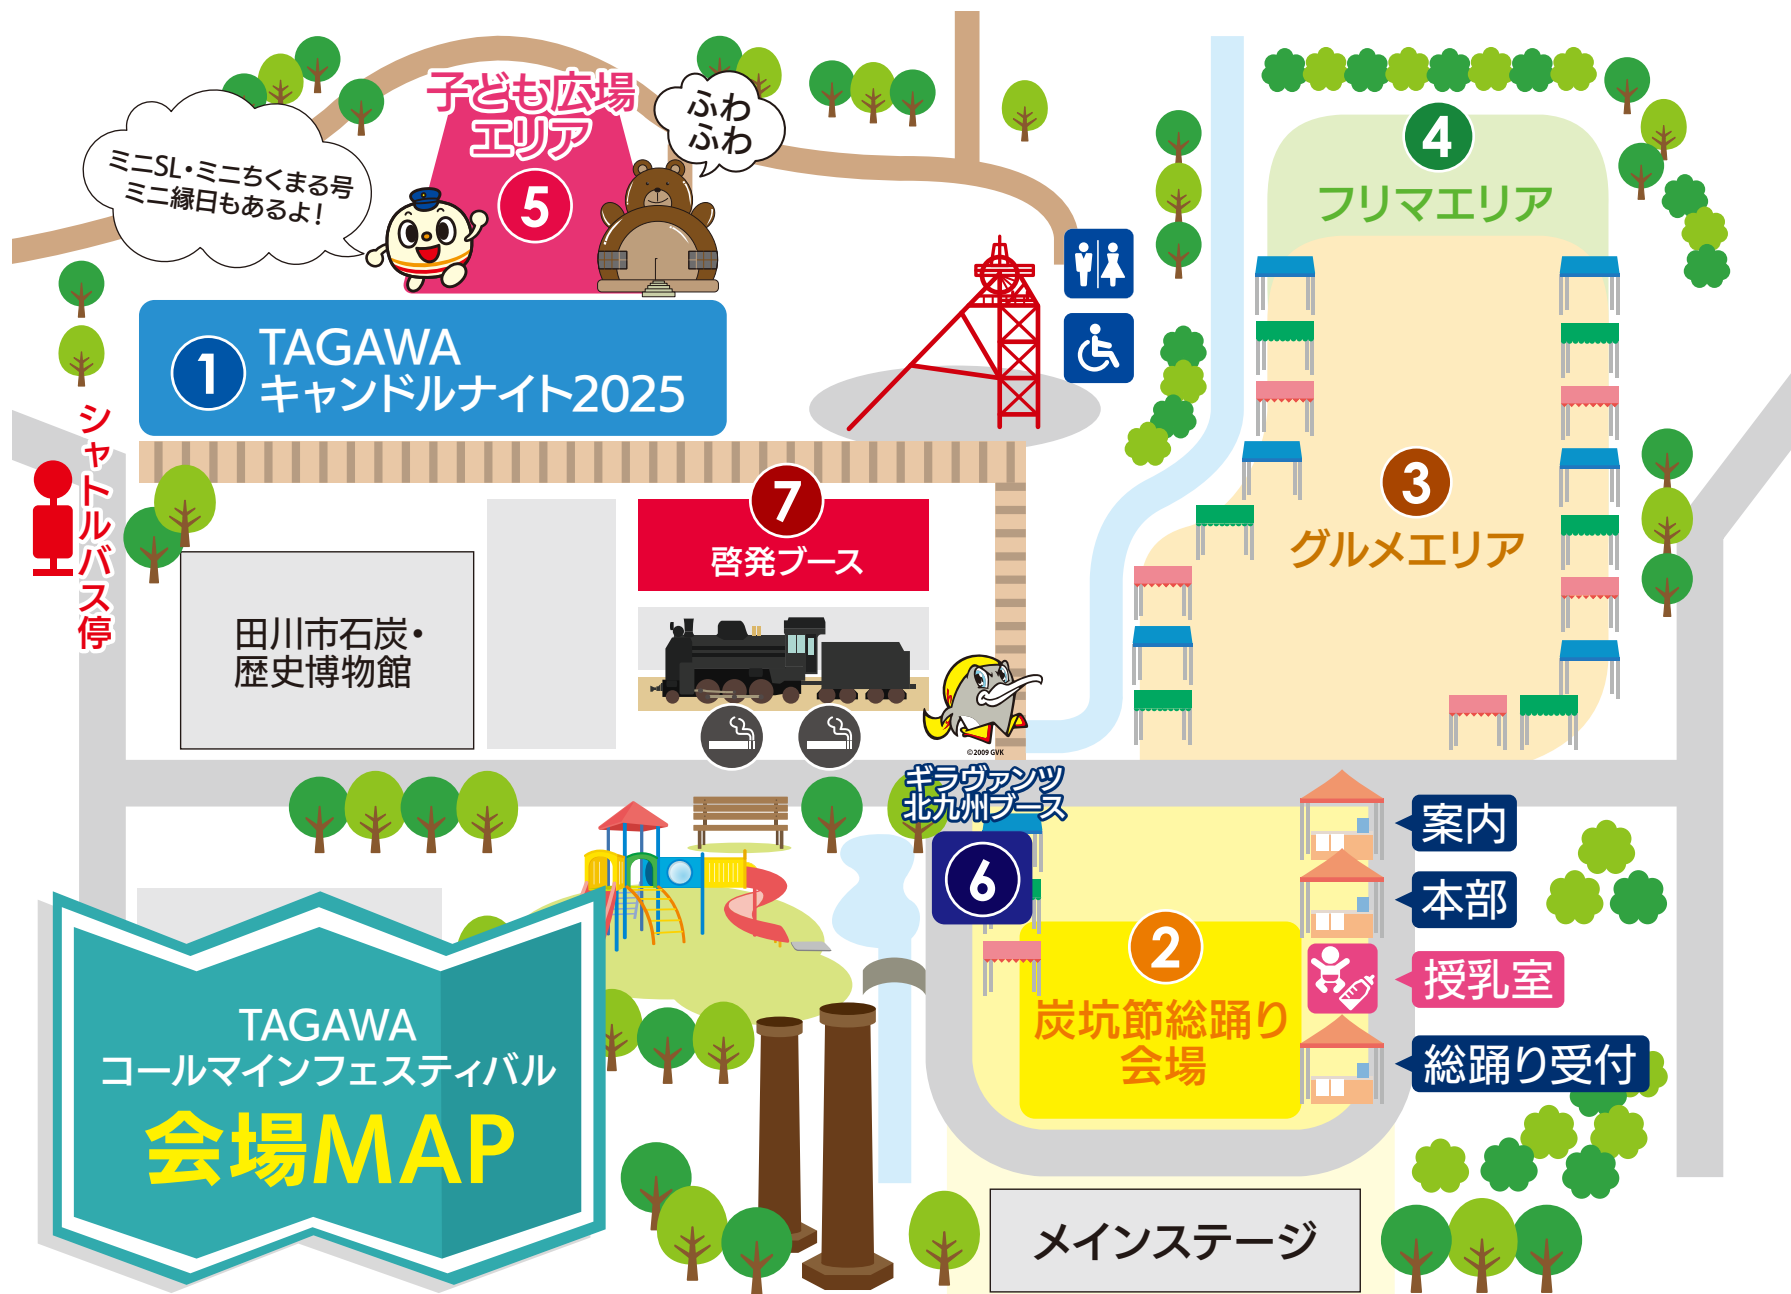 子ども広場
エリア
5
ふわ
ふわ
ミニSL・ミニちくまる号
ミニ縁日もあるよ！
4
フリマエリア
1
TAGAWA
キャンドルナイト2025
シャトルバス停
7
啓発ブース
3
グルメエリア
田川市石炭・
歴史博物館
©2009 GVK
ギラヴァンツ
北九州ブース
6
案内
本部
2
炭坑節総踊り
会場
授乳室
総踊り受付
TAGAWA
コールマインフェスティバル
会場MAP
メインステージ